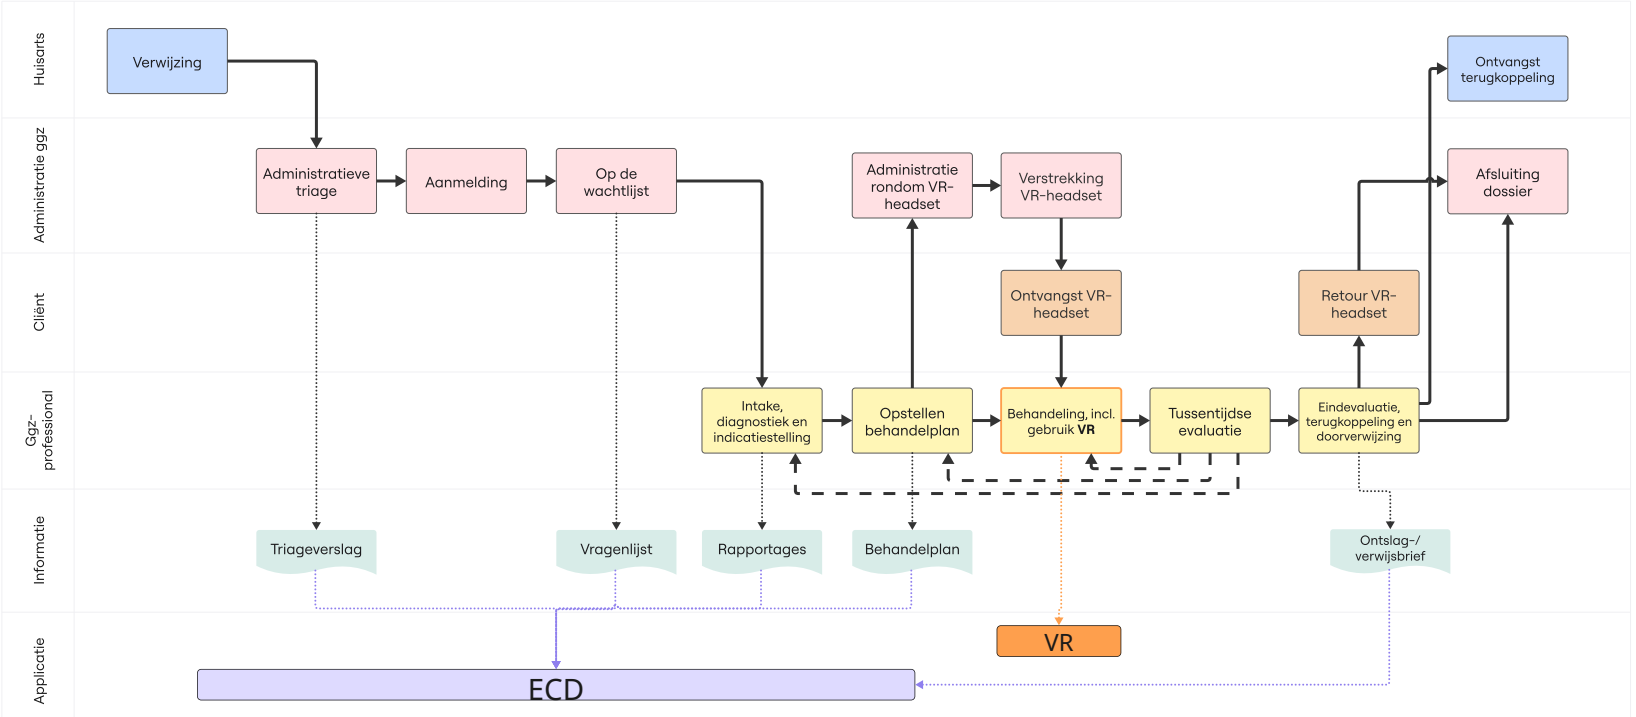 Huisarts
Verwijzing
Ontvangst
terugkoppeling
Administratie ggz
Administratieve
triage
Aanmelding
Op de
wachtlijst
Administratie
rondom VR-
headset
Verstrekking
VR-headset
Afsluiting
dossier
Cliënt
Ontvangst VR-
headset
Retour VR-
headset
Ggz-
professional
Intake,
diagnostiek en
indicatiestelling
Opstellen
behandelplan
Behandeling, incl.
gebruik VR
Tussentijdse
evaluatie
Eindevaluatie,
terugkoppeling en
doorverwijzing
Informatie
Triageverslag
Vragenlijst
Rapportages
Behandelplan
Ontslag-/
verwijsbrief
Applicatie
VR
ECD